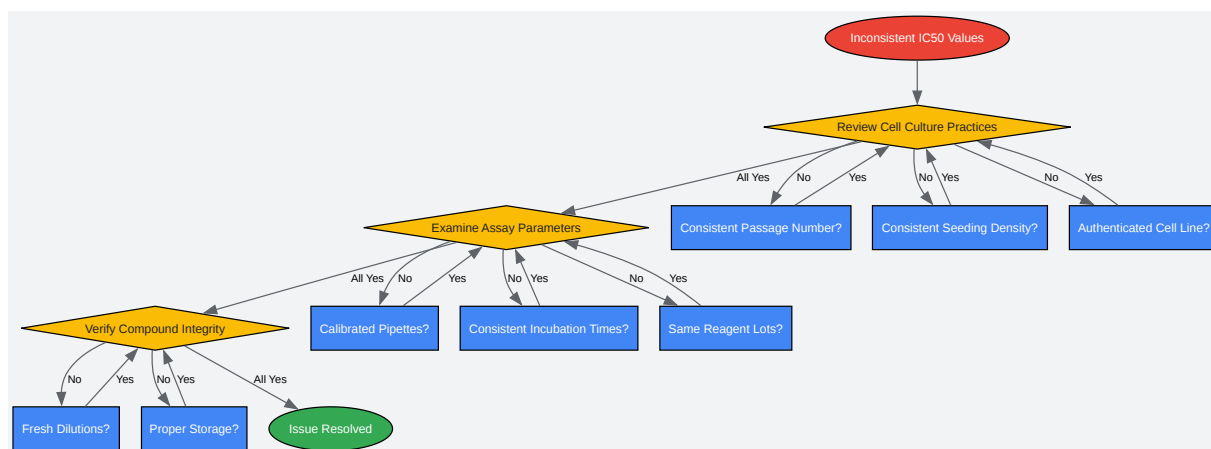 Inconsistent IC50 Values
Review Cell Culture Practices
All Yes
No
Yes
No
Yes
No
Yes
Examine Assay Parameters
Consistent Passage Number?
Consistent Seeding Density?
Authenticated Cell Line?
All Yes
No
Yes
No
Yes
No
Yes
Verify Compound Integrity
Calibrated Pipettes?
Consistent Incubation Times?
Same Reagent Lots?
No
Yes
No
Yes
All Yes
Fresh Dilutions?
Proper Storage?
Issue Resolved